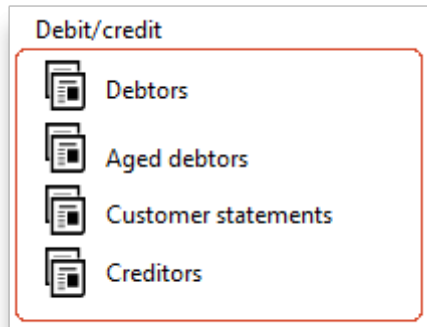 Debit/credit
Debtors
Aged debtors
Customer statements
Creditors